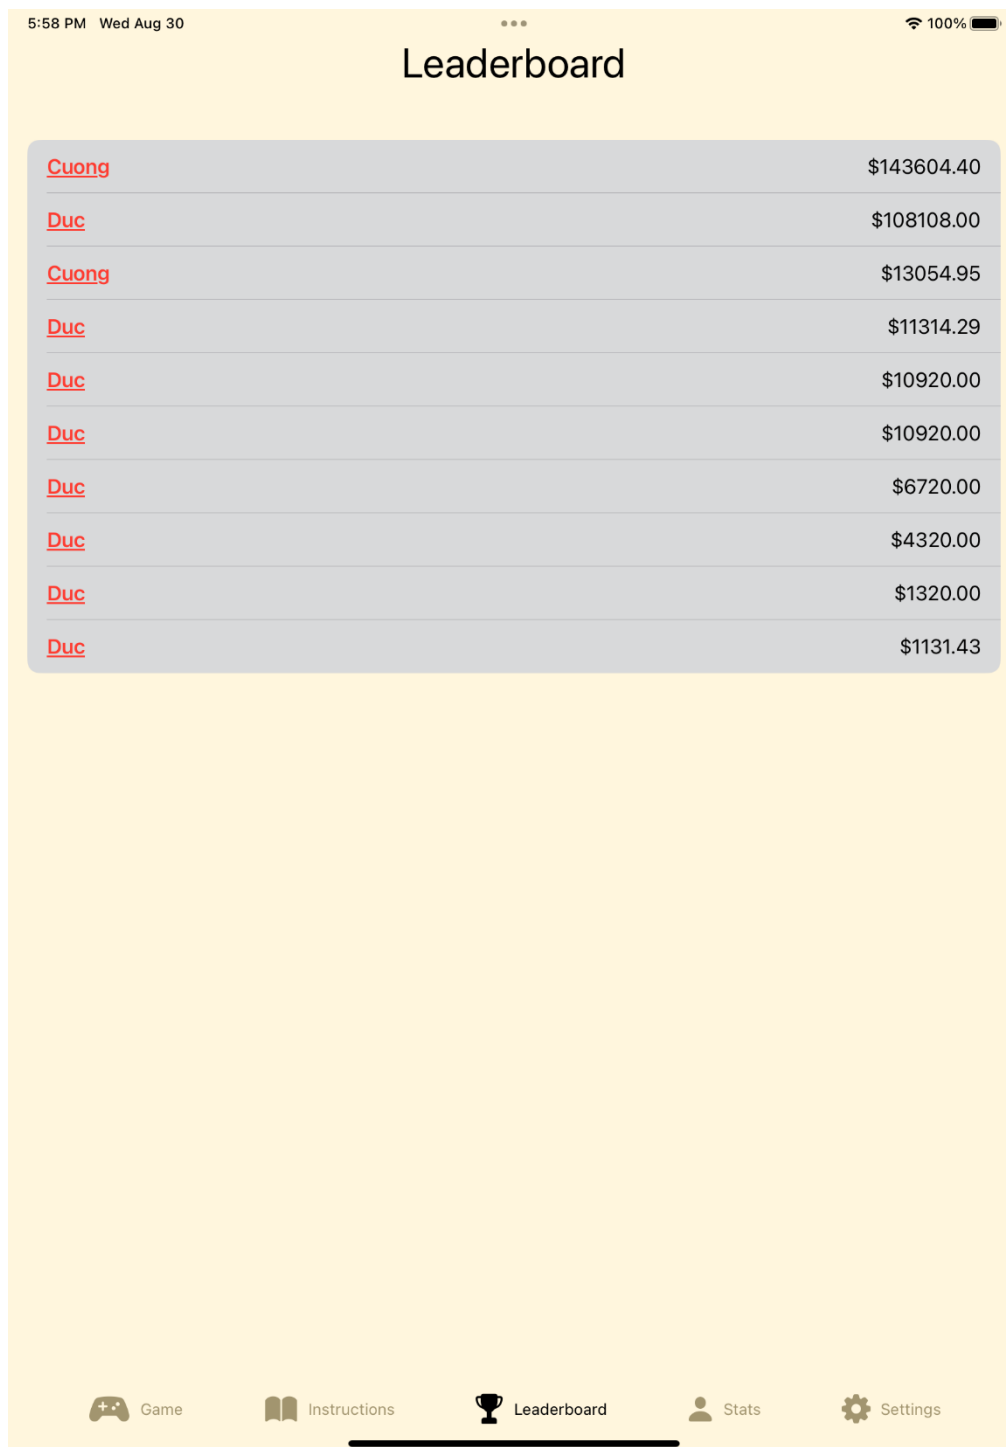 5:58 PM Wed Aug 30 100%
Leaderboard
Cuong $143604.40
Duc $108108.00
Cuong $13054.95
Duc $11314.29
Duc $10920.00
Duc $10920.00
Duc $6720.00
Duc $4320.00
Duc $1320.00
Duc $1131.43
Game Instructions Leaderboard Stats Settings